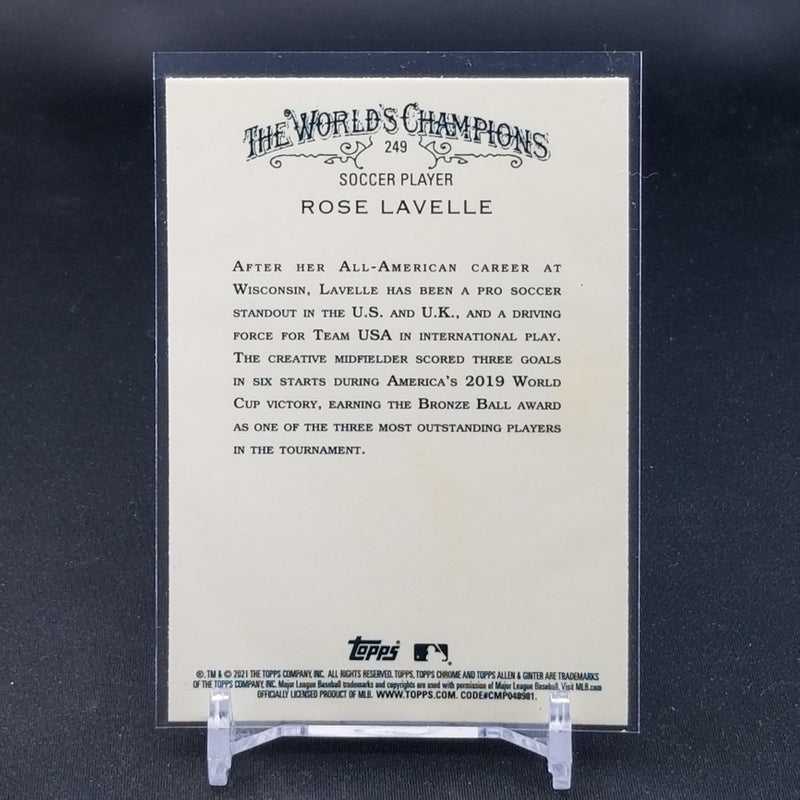 THE WORLD'S CHAMPIONS
249
SOCCER PLAYER
ROSE LAVELLE
AFTER HER ALL-AMERICAN CAREER AT
WISCONSIN, LAVELLE HAS BEEN A PRO SOCCER
STANDOUT IN THE U.S. AND U.K., AND A DRIVING
FORCE FOR TEAM USA IN INTERNATIONAL PLAY.
THE CREATIVE MIDFIELDER SCORED THREE GOALS
IN SIX STARTS DURING AMERICA'S 2019 WORLD
CUP VICTORY, EARNING THE BRONZE BALL AWARD
AS ONE OF THE THREE MOST OUTSTANDING PLAYERS
IN THE TOURNAMENT.
Topps
®, TM & © 2021 THE TOPPS COMPANY, INC. ALL RIGHTS RESERVED. TOPPS, TOPPS CHROME AND TOPPS ALLEN & GINTER ARE TRADEMARKS
OF THE TOPPS COMPANY, INC. Major League Baseball trademarks and copyrights are used with permission of Major League Baseball. Visit MLB.com
OFFICIALLY LICENSED PRODUCT OF MLB. WWW.TOPPS.COM. CODE#CMP048981.